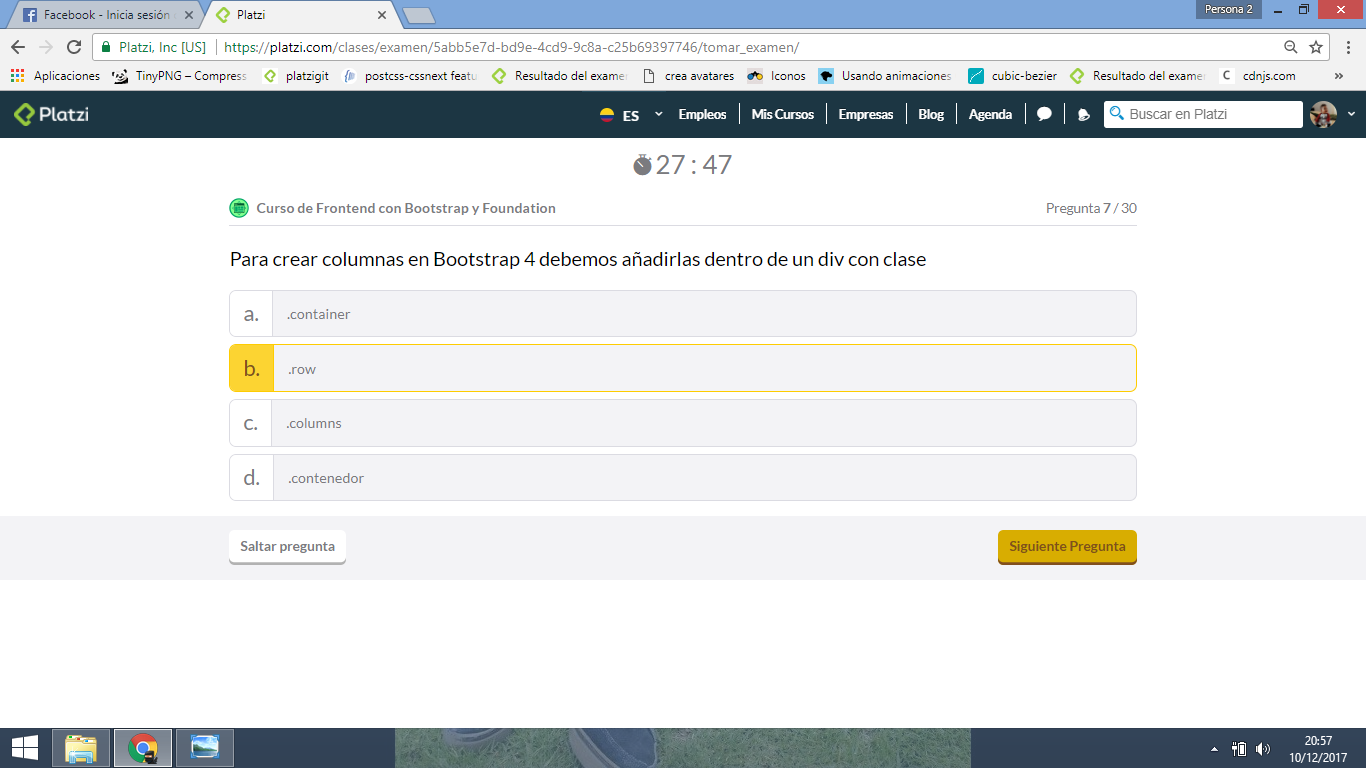 Facebook - Inicia sesión
Platzi
Persona 2
Platzi, Inc [US]
https://platzi.com/clases/examen/5abb5e7d-bd9e-4cd9-9c8a-c25b69397746/tomar_examen/
Aplicaciones
TinyPNG – Compress
platzigit
postcss-cssnext featu
Resultado del exame
crea avatares
Iconos
Usando animaciones
cubic-bezier
Resultado del exame
cdnjs.com
»
Platzi
ES
Empleos
Mis Cursos
Empresas
Blog
Agenda
Buscar en Platzi
27 : 47
Curso de Frontend con Bootstrap y Foundation
Pregunta 7 / 30
Para crear columnas en Bootstrap 4 debemos añadirlas dentro de un div con clase
a. .container
b. .row
c. .columns
d. .contenedor
Saltar pregunta
Siguiente Pregunta
20:57
10/12/2017